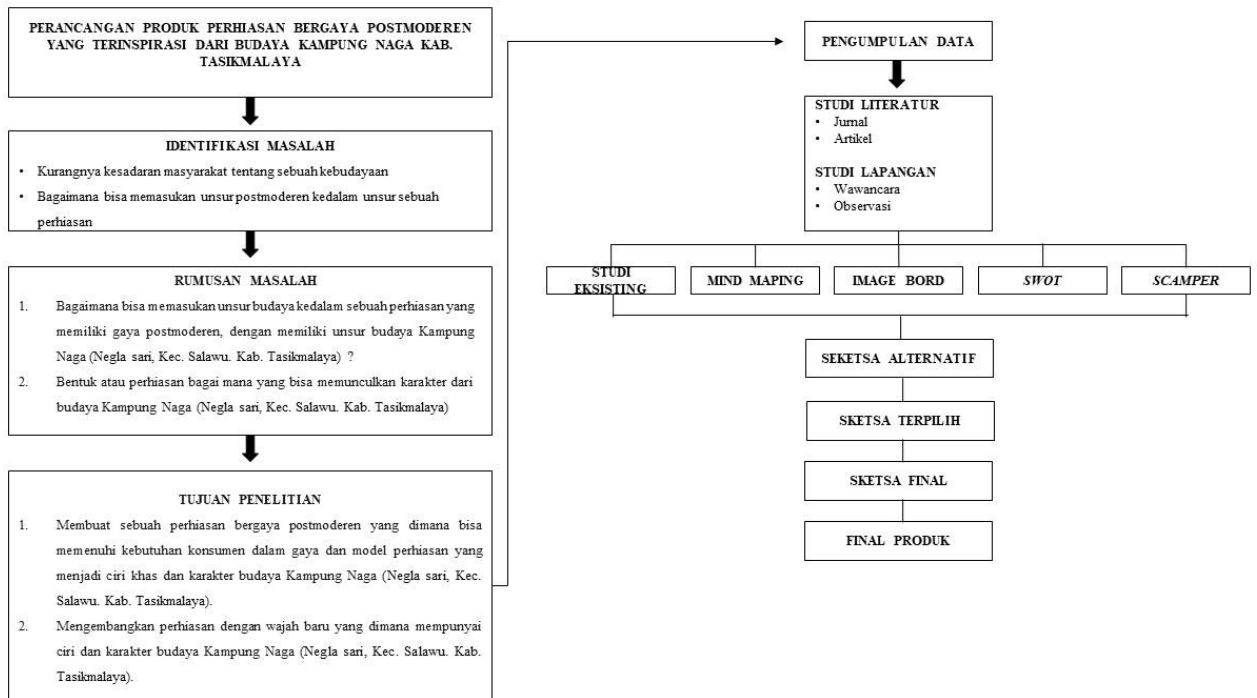 PERANCANGAN PRODUK PERHIASAN BERGAYA POSTMODEREN
YANG TERINSPIRASI DARI BUDAYA KAMPUNG NAGA KAB.
TASIKMALAYA
IDENTIFIKASI MASALAH
• Kurangnya kesadaran masyarakat tentang sebuah kebudayaan
• Bagaimana bisa memasukan unsur postmoderen kedalam unsur sebuah
perhiasan
RUMUSAN MASALAH
1. Bagaimana bisa memasukan unsur budaya kedalam sebuah perhiasan yang
memiliki gaya postmoderen, dengan memiliki unsur budaya Kampung
Naga (Negla sari, Kec. Salawu. Kab. Tasikmalaya) ?
2. Bentuk atau perhiasan bagai mana yang bisa memunculkan karakter dari
budaya Kampung Naga (Negla sari, Kec. Salawu. Kab. Tasikmalaya)
TUJUAN PENELITIAN
1. Membuat sebuah perhiasan bergaya postmoderen yang dimana bisa
memenuhi kebutuhan konsumen dalam gaya dan model perhiasan yang
menjadi ciri khas dan karakter budaya Kampung Naga (Negla sari, Kec.
Salawu. Kab. Tasikmalaya).
2. Mengembangkan perhiasan dengan wajah baru yang dimana mempunyai
ciri dan karakter budaya Kampung Naga (Negla sari, Kec. Salawu. Kab.
Tasikmalaya).
PENGUMPULAN DATA
STUDI LITERATUR
• Jurnal
• Artikel
STUDI LAPANGAN
• Wawancara
• Observasi
STUDI
EKSISTING
MIND MAPING
IMAGE BORD
SWOT
SCAMPER
SEKETSA ALTERNATIF
SKETSA TERPILIH
SKETSA FINAL
FINAL PRODUK